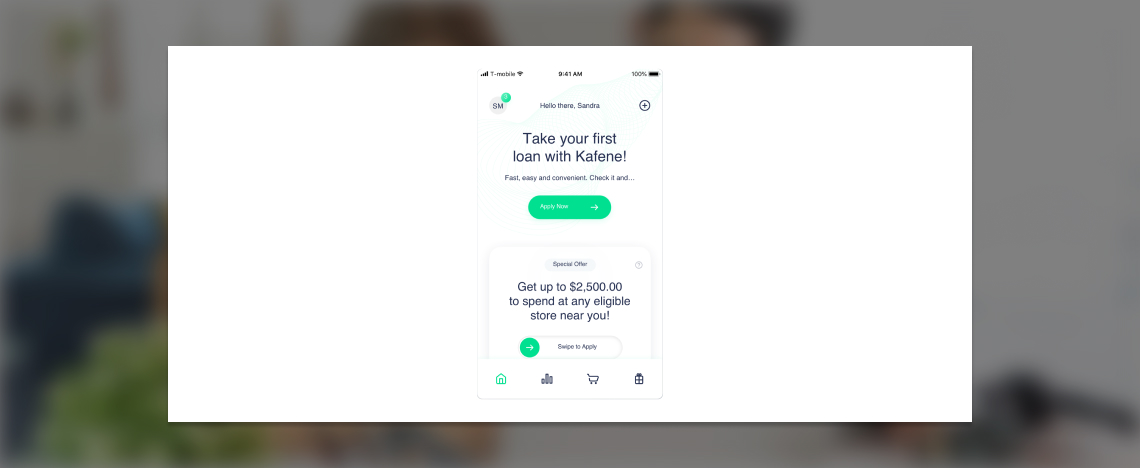 T-mobile 9:41 AM 100%
SM
Hello there, Sandra
Take your first
loan with Kafene!
Fast, easy and convenient. Check it and...
Apply Now
Special Offer
Get up to $2,500.00
to spend at any eligible
store near you!
Swipe to Apply